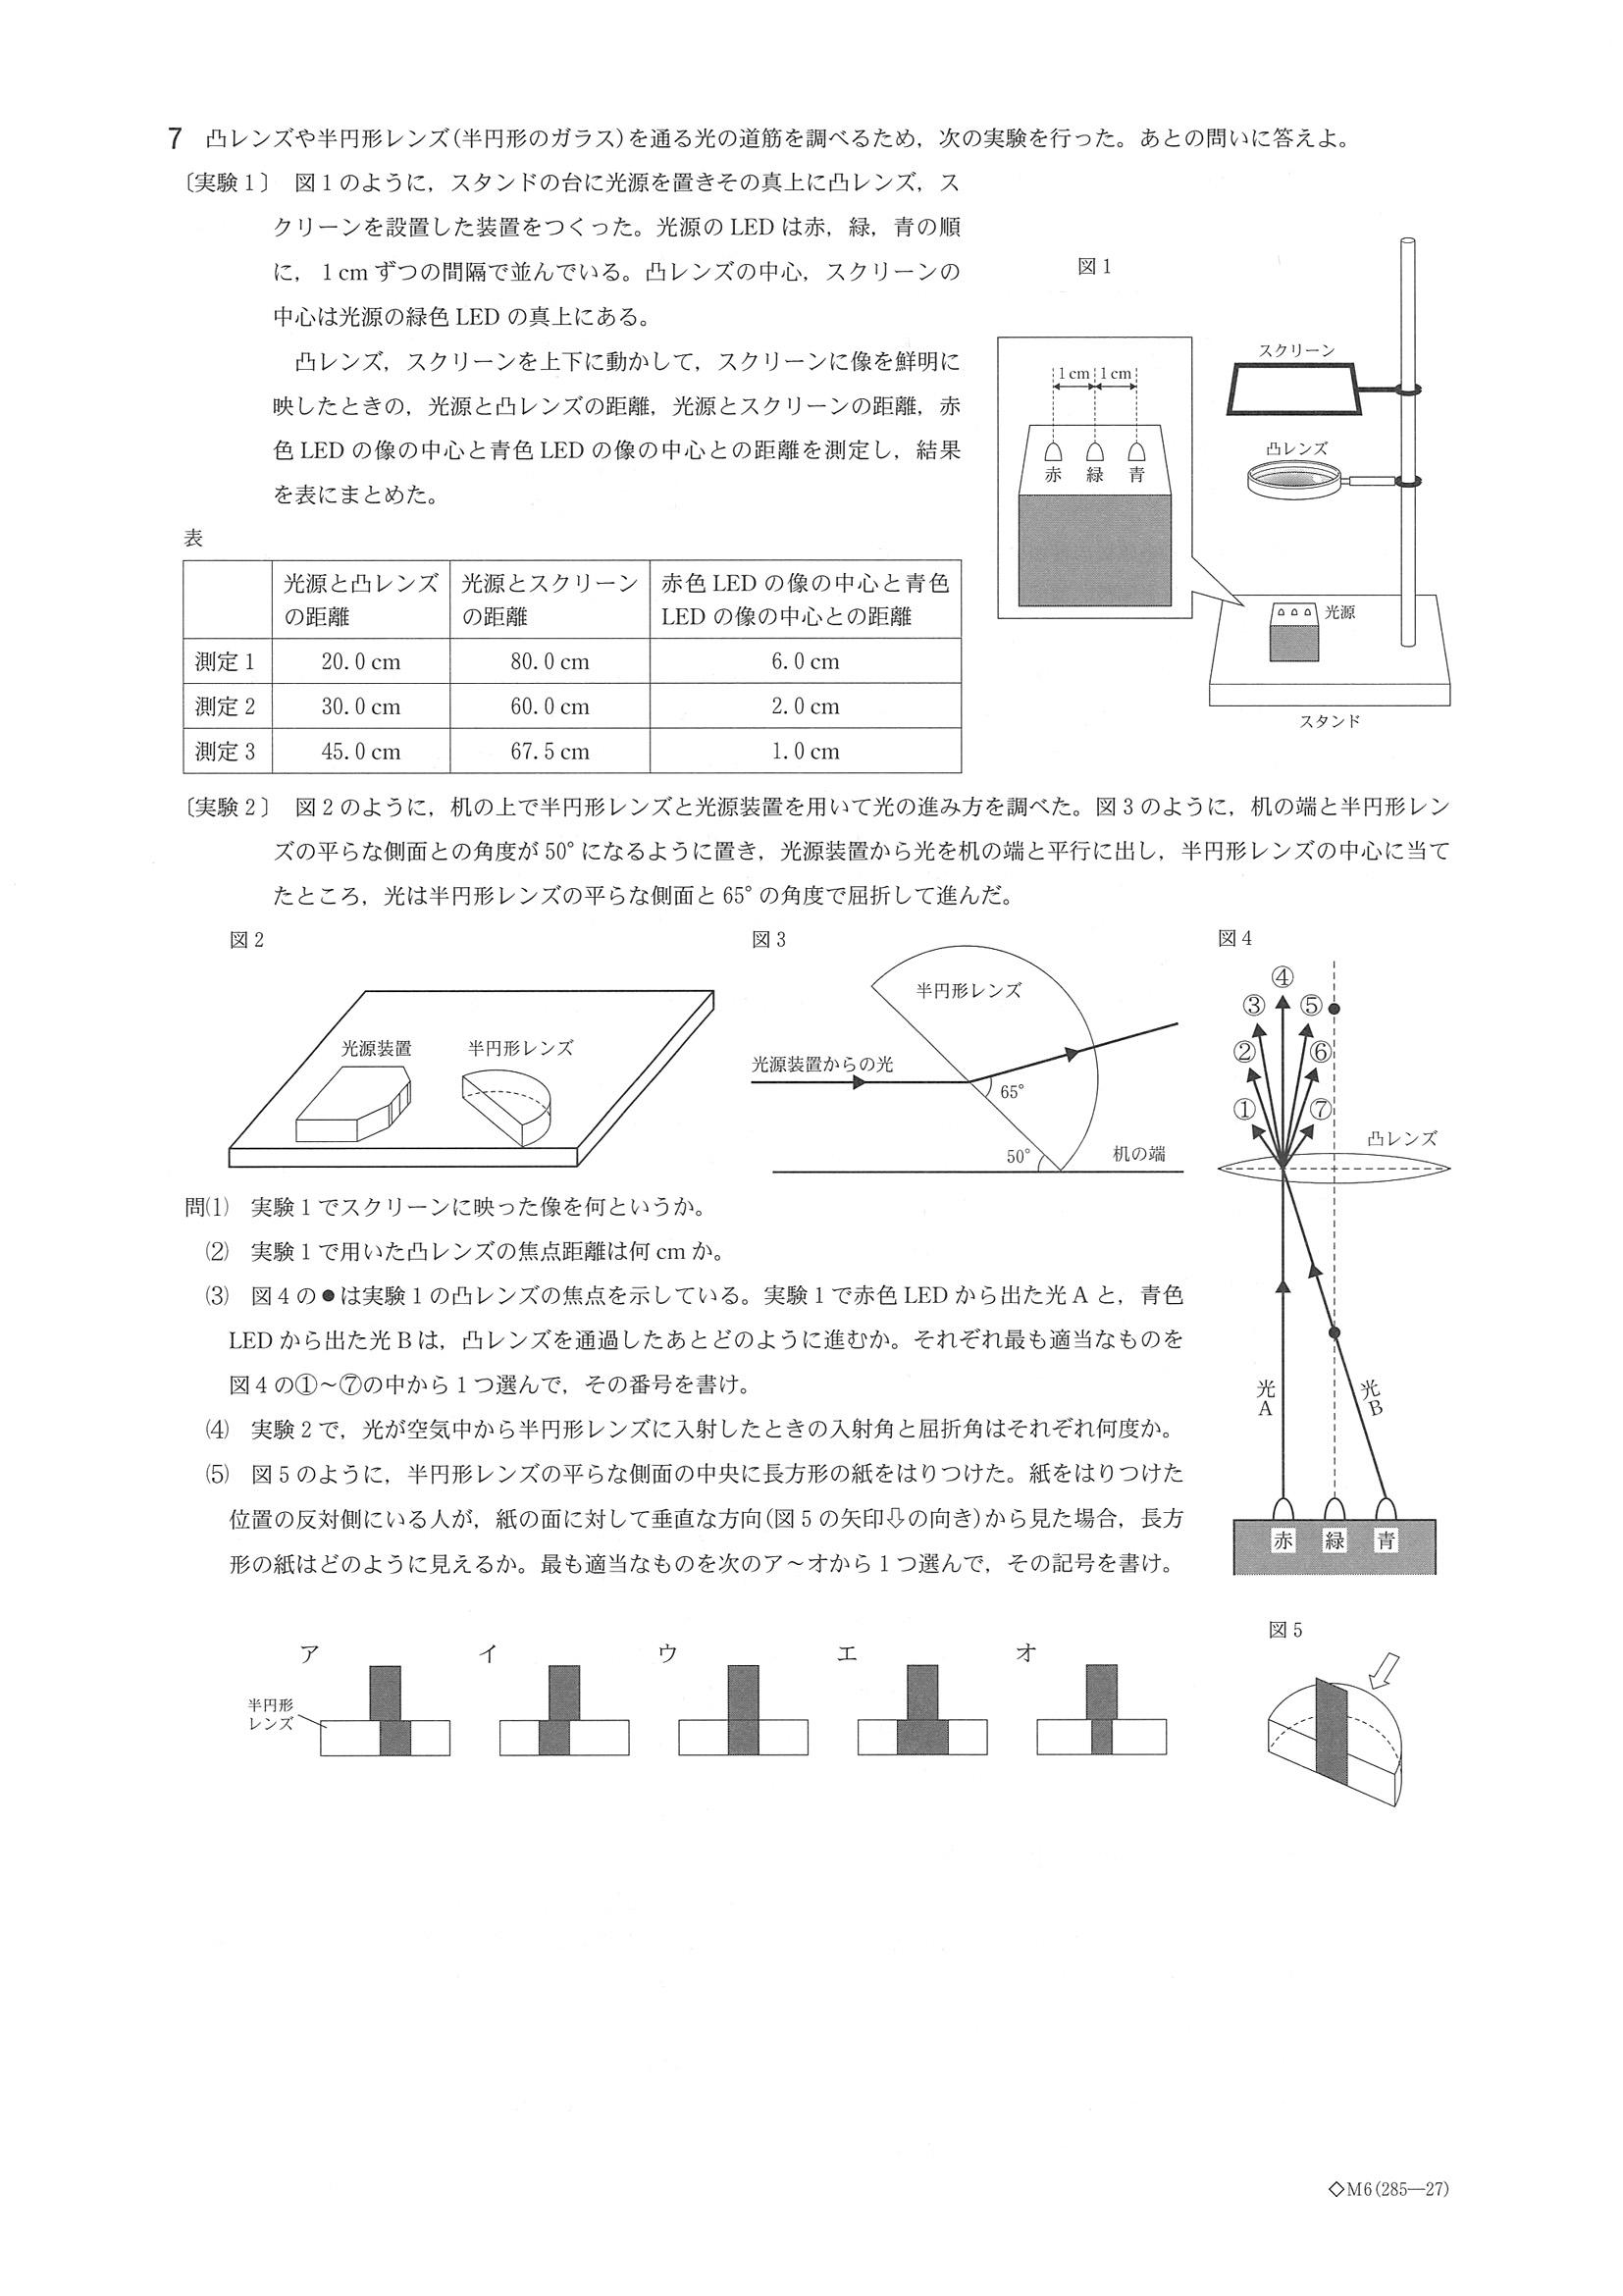 7 凸レンズや半円形レンズ(半円形のガラス)を通る光の道筋を調べるため，次の実験を行った。あとの問いに答えよ。
〔実験1〕 図1のように，スタンドの台に光源を置きその真上に凸レンズ，ス
クリーンを設置した装置をつくった。光源のLEDは赤，緑，青の順
に，1cmずつの間隔で並んでいる。凸レンズの中心，スクリーンの
中心は光源の緑色LEDの真上にある。
凸レンズ，スクリーンを上下に動かして，スクリーンに像を鮮明に
映したときの，光源と凸レンズの距離，光源とスクリーンの距離，赤
色LEDの像の中心と青色LEDの像の中心との距離を測定し，結果
を表にまとめた。
図1
1cm 1cm
赤 緑 青
スクリーン
凸レンズ
光源
スタンド
表
光源と凸レンズの距離 光源とスクリーンの距離 赤色LEDの像の中心と青色LEDの像の中心との距離
測定1 20.0cm 80.0cm 6.0cm
測定2 30.0cm 60.0cm 2.0cm
測定3 45.0cm 67.5cm 1.0cm
〔実験2〕 図2のように，机の上で半円形レンズと光源装置を用いて光の進み方を調べた。図3のように，机の端と半円形レン
ズの平らな側面との角度が50°になるように置き，光源装置から光を机の端と平行に出し，半円形レンズの中心に当て
たところ，光は半円形レンズの平らな側面と65°の角度で屈折して進んだ。
図2
光源装置 半円形レンズ
図3
半円形レンズ
光源装置からの光
65°
50° 机の端
図4
④
③ ⑤
② ⑥
① ⑦
凸レンズ
光A
光B
赤 緑 青
問⑴ 実験1でスクリーンに映った像を何というか。
⑵ 実験1で用いた凸レンズの焦点距離は何cmか。
⑶ 図4の●は実験1の凸レンズの焦点を示している。実験1で赤色LEDから出た光Aと，青色
LEDから出た光Bは，凸レンズを通過したあとどのように進むか。それぞれ最も適当なものを
図4の①～⑦の中から1つ選んで，その番号を書け。
⑷ 実験2で，光が空気中から半円形レンズに入射したときの入射角と屈折角はそれぞれ何度か。
⑸ 図5のように，半円形レンズの平らな側面の中央に長方形の紙をはりつけた。紙をはりつけた
位置の反対側にいる人が，紙の面に対して垂直な方向(図5の矢印⇩の向き)から見た場合，長方
形の紙はどのように見えるか。最も適当なものを次のア～オから1つ選んで，その記号を書け。
ア イ ウ エ オ
半円形
レンズ
図5
◇M6(285―27)